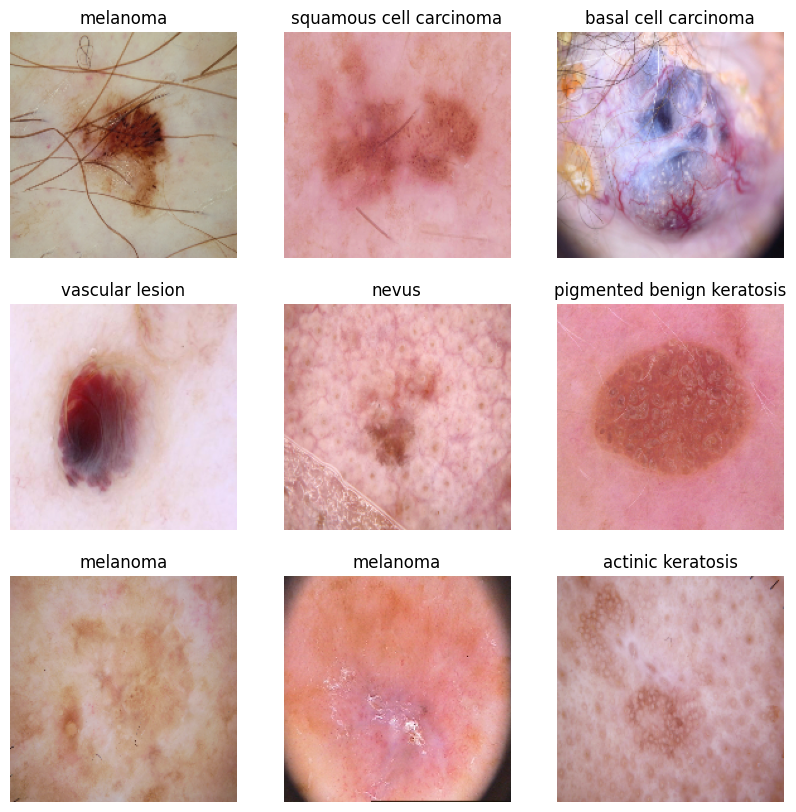 melanoma
squamous cell carcinoma
basal cell carcinoma
vascular lesion
nevus
pigmented benign keratosis
melanoma
melanoma
actinic keratosis